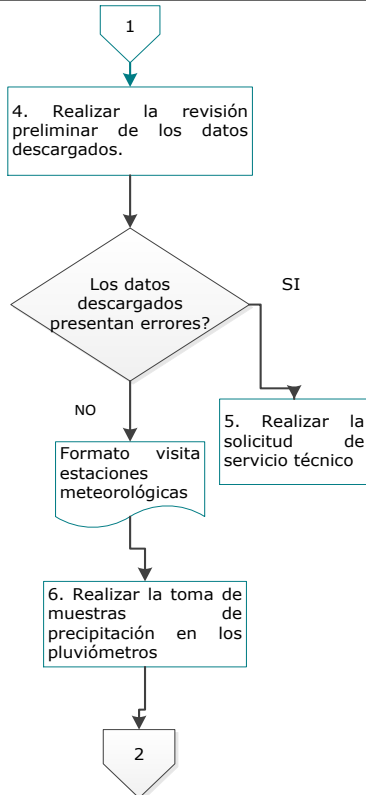 1
4. Realizar la revisión
preliminar de los datos
descargados.
Los datos
descargados
presentan errores?
SI
NO
5. Realizar la
solicitud de
servicio técnico
Formato visita
estaciones
meteorológicas
6. Realizar la toma de
muestras de
precipitación en los
pluviómetros
2